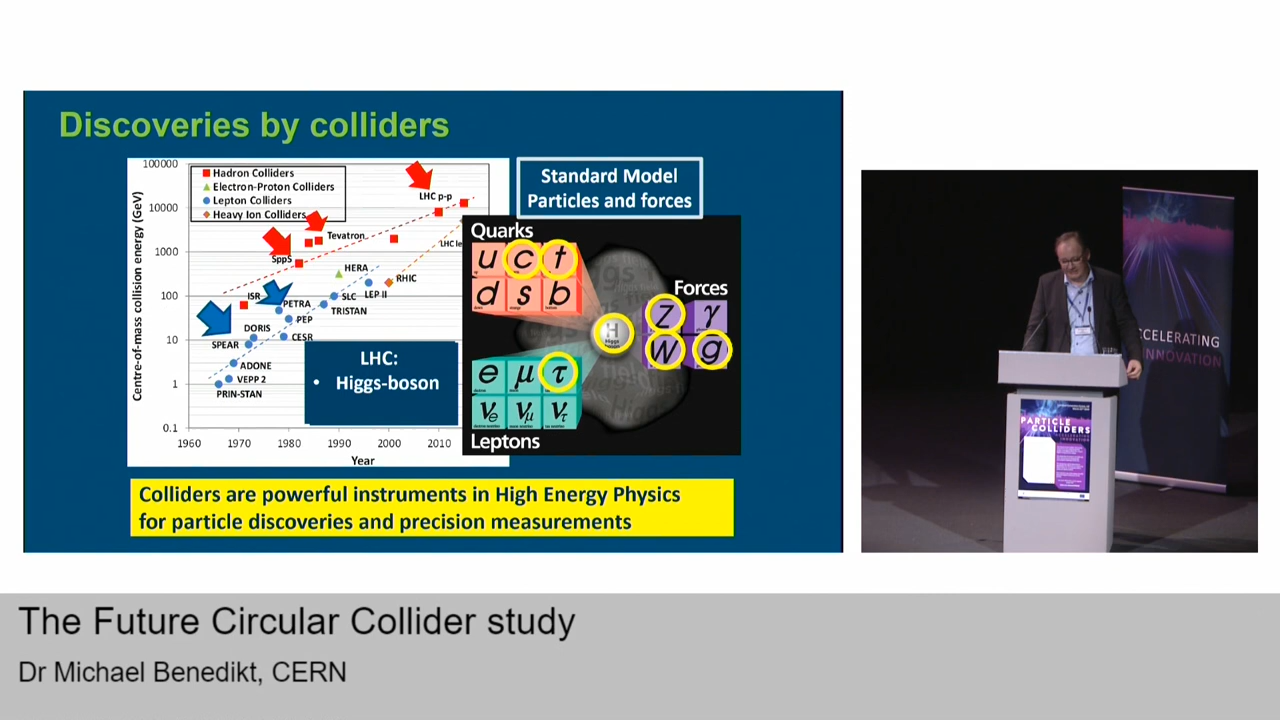 Discoveries by colliders
100000
10000
1000
100
10
1
0.1
Centre-of-mass collision energy (GeV)
1960
1970
1980
1990
2000
2010
Year
Hadron Colliders
Electron-Proton Colliders
Lepton Colliders
Heavy Ion Colliders
LHC p-p
Tevatron
SppS
LHC le
HERA
RHIC
ISR
PETRA
SLC
LEP II
TRISTAN
PEP
DORIS
CESR
SPEAR
ADONE
VEPP 2
PRIN-STAN
LHC:
• Higgs-boson
Standard Model
Particles and forces
Quarks
u c t
d s b
Forces
Z γ
W g
H
e μ τ
νe νμ ντ
Leptons
Colliders are powerful instruments in High Energy Physics
for particle discoveries and precision measurements
CCELERATING
INNOVATION
PARTICLE
COLLIDERS
The Future Circular Collider study
Dr Michael Benedikt, CERN